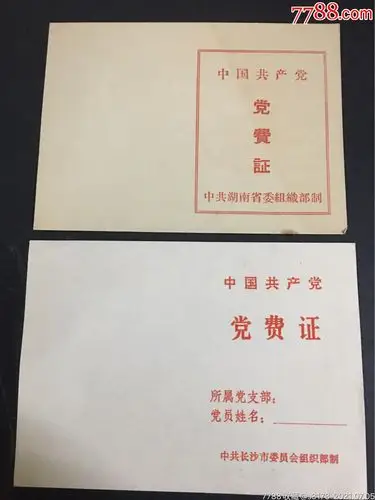 7788.com
中国共产党
党
費
証
中共湖南省委組織部制
中国共产党
党费证
所属党支部：
党员姓名：
中共长沙市委员会组织部制